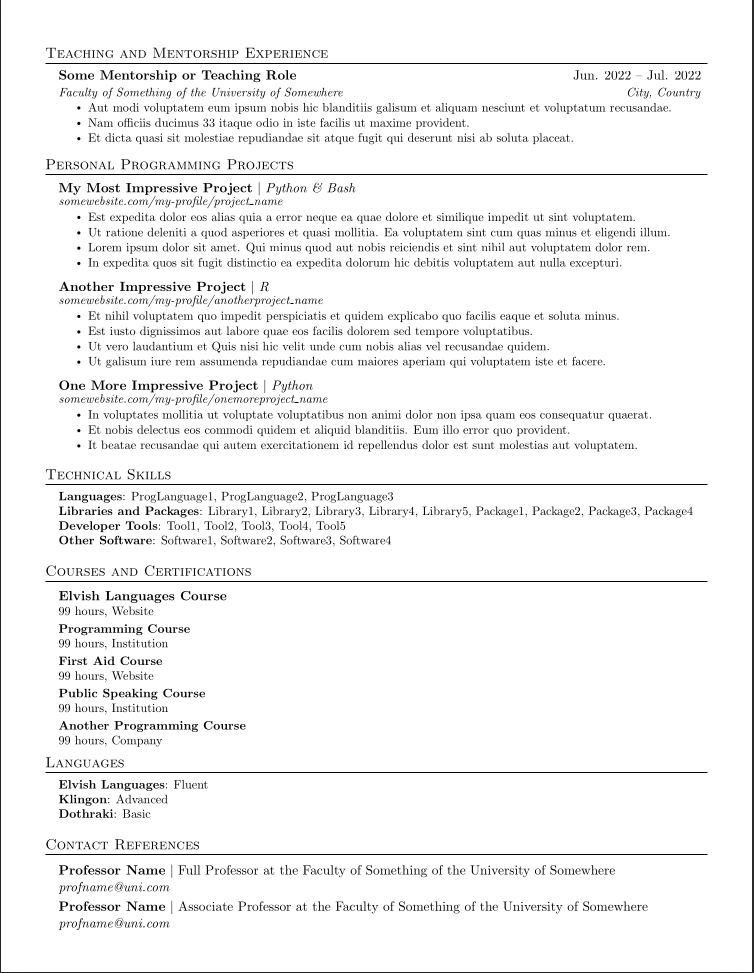 Teaching and Mentorship Experience
Some Mentorship or Teaching Role Jun. 2022 – Jul. 2022
Faculty of Something of the University of Somewhere City, Country
• Aut modi voluptatem eum ipsum nobis hic blanditiis galisum et aliquam nesciunt et voluptatum recusandae.
• Nam officiis ducimus 33 itaque odio in iste facilis ut maxime provident.
• Et dicta quasi sit molestiae repudiandae sit atque fugit qui deserunt nisi ab soluta placeat.
Personal Programming Projects
My Most Impressive Project | Python & Bash
somewebsite.com/my-profile/project_name
• Est expedita dolor eos alias quia a error neque ea quae dolore et similique impedit ut sint voluptatem.
• Ut ratione deleniti a quod asperiores et quasi mollitia. Ea voluptatem sint cum quas minus et eligendi illum.
• Lorem ipsum dolor sit amet. Qui minus quod aut nobis reiciendis et sint nihil aut voluptatem dolor rem.
• In expedita quos sit fugit distinctio ea expedita dolorum hic debitis voluptatem aut nulla excepturi.
Another Impressive Project | R
somewebsite.com/my-profile/anotherproject_name
• Et nihil voluptatem quo impedit perspiciatis et quidem explicabo quo facilis eaque et soluta minus.
• Est iusto dignissimos aut labore quae eos facilis dolorem sed tempore voluptatibus.
• Ut vero laudantium et Quis nisi hic velit unde cum nobis alias vel recusandae quidem.
• Ut galisum iure rem assumenda repudiandae cum maiores aperiam qui voluptatem iste et facere.
One More Impressive Project | Python
somewebsite.com/my-profile/onemoreproject_name
• In voluptates mollitia ut voluptate voluptatibus non animi dolor non ipsa quam eos consequatur quaerat.
• Et nobis delectus eos commodi quidem et aliquid blanditiis. Eum illo error quo provident.
• It beatae recusandae qui autem exercitationem id repellendus dolor est sunt molestias aut voluptatem.
Technical Skills
Languages: ProgLanguage1, ProgLanguage2, ProgLanguage3
Libraries and Packages: Library1, Library2, Library3, Library4, Library5, Package1, Package2, Package3, Package4
Developer Tools: Tool1, Tool2, Tool3, Tool4, Tool5
Other Software: Software1, Software2, Software3, Software4
Courses and Certifications
Elvish Languages Course
99 hours, Website
Programming Course
99 hours, Institution
First Aid Course
99 hours, Website
Public Speaking Course
99 hours, Institution
Another Programming Course
99 hours, Company
Languages
Elvish Languages: Fluent
Klingon: Advanced
Dothraki: Basic
Contact References
Professor Name | Full Professor at the Faculty of Something of the University of Somewhere
profname@uni.com
Professor Name | Associate Professor at the Faculty of Something of the University of Somewhere
profname@uni.com